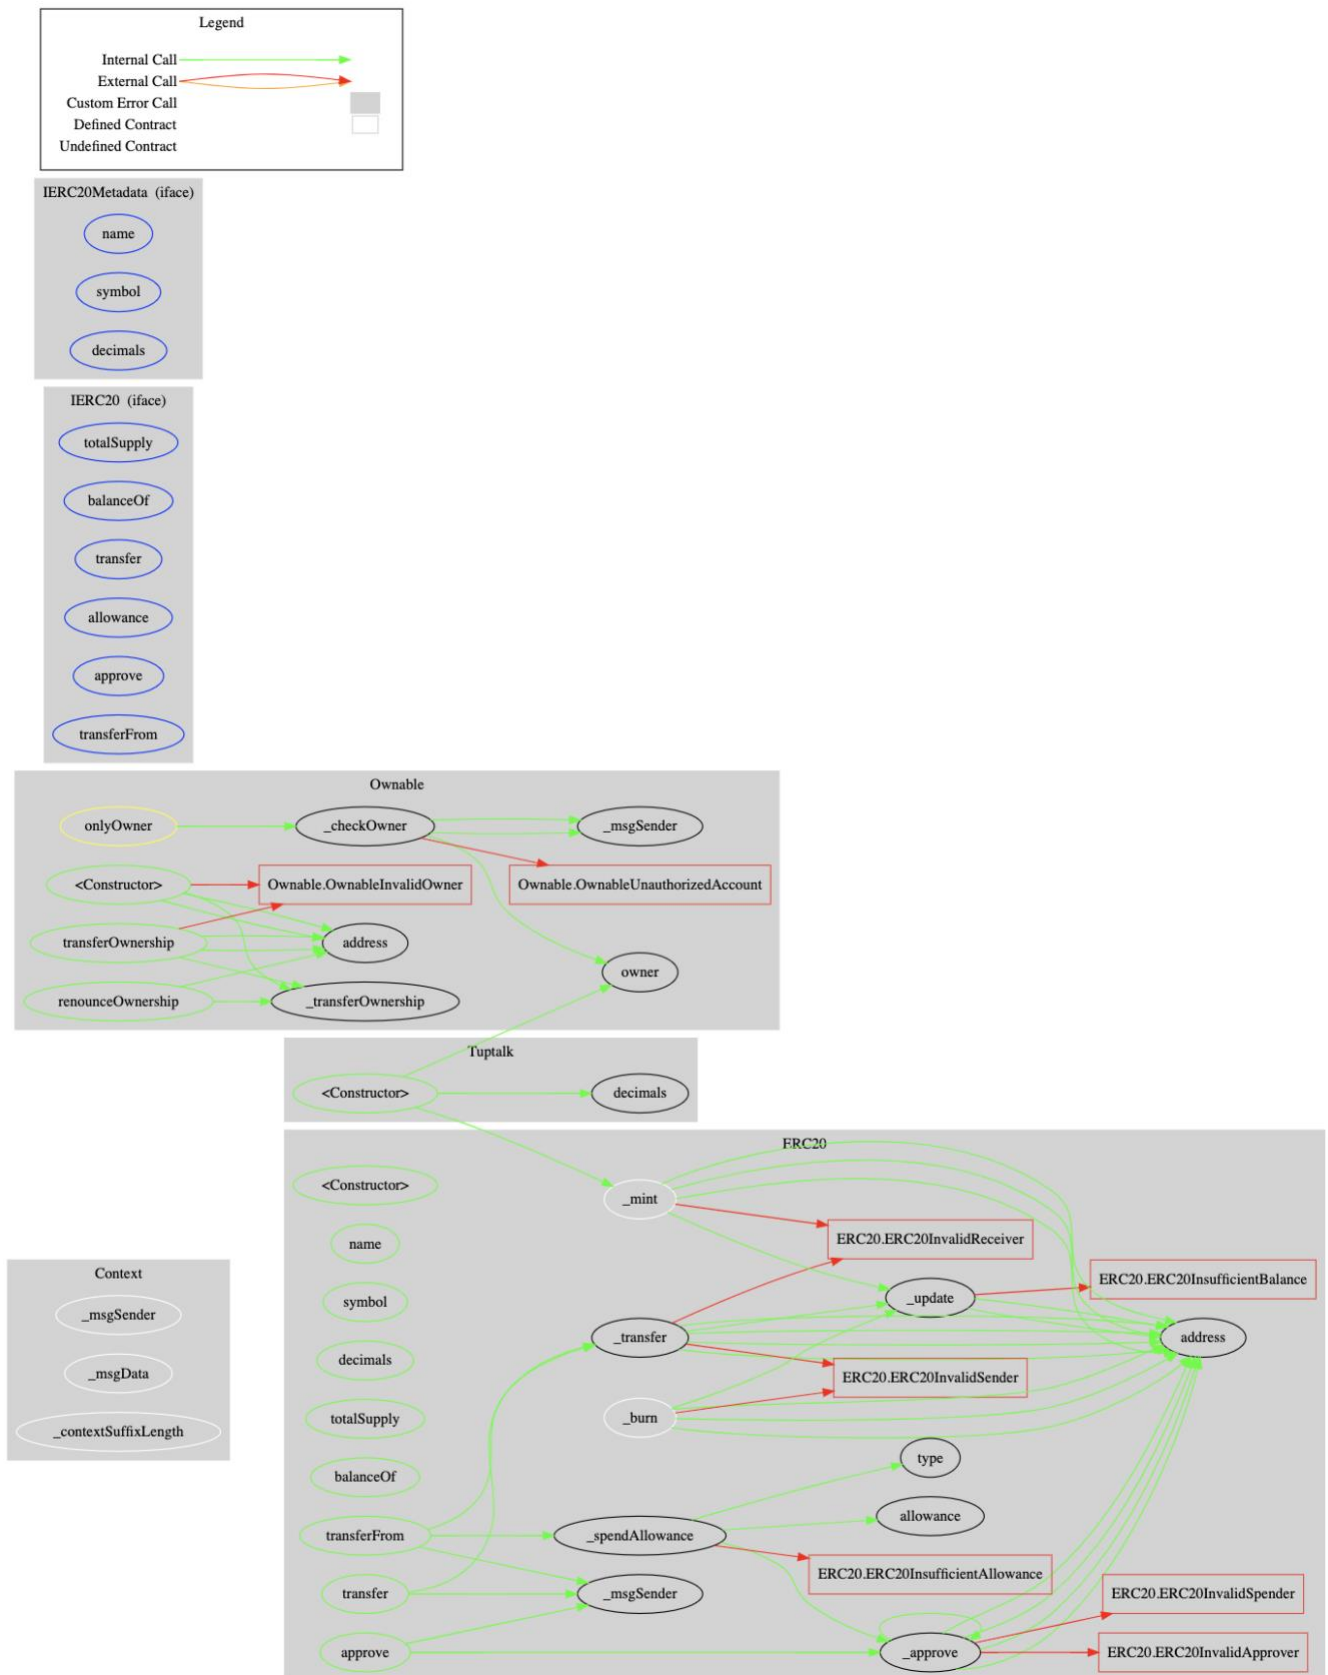 Legend
Internal Call
External Call
Custom Error Call
Defined Contract
Undefined Contract
IERC20Metadata (iface)
name
symbol
decimals
IERC20 (iface)
totalSupply
balanceOf
transfer
allowance
approve
transferFrom
Ownable
onlyOwner
_checkOwner
_msgSender
<Constructor>
Ownable.OwnableInvalidOwner
Ownable.OwnableUnauthorizedAccount
transferOwnership
address
owner
renounceOwnership
_transferOwnership
Tuptalk
<Constructor>
decimals
ERC20
<Constructor>
_mint
name
ERC20.ERC20InvalidReceiver
ERC20.ERC20InsufficientBalance
symbol
_update
_transfer
address
decimals
ERC20.ERC20InvalidSender
totalSupply
_burn
balanceOf
type
allowance
transferFrom
_spendAllowance
ERC20.ERC20InsufficientAllowance
transfer
_msgSender
ERC20.ERC20InvalidSpender
approve
_approve
ERC20.ERC20InvalidApprover
Context
_msgSender
_msgData
_contextSuffixLength